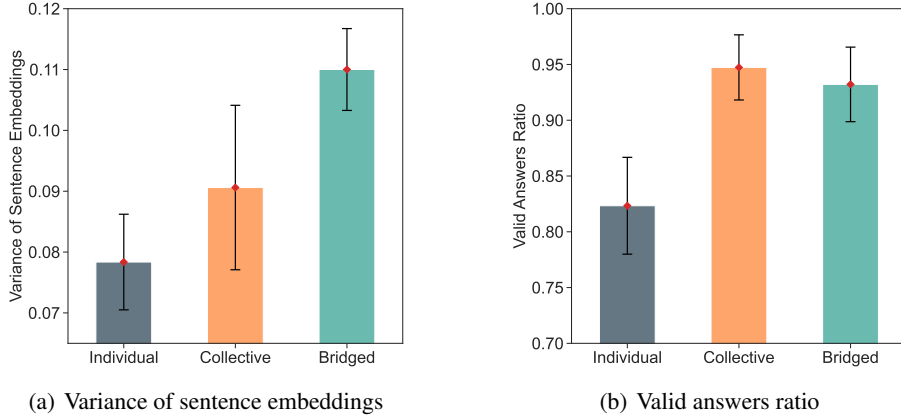 0.12
0.11
0.10
0.09
0.08
0.07
Variance of Sentence Embeddings
Individual
Collective
Bridged
(a) Variance of sentence embeddings
1.00
0.95
0.90
0.85
0.80
0.75
0.70
Valid Answers Ratio
Individual
Collective
Bridged
(b) Valid answers ratio